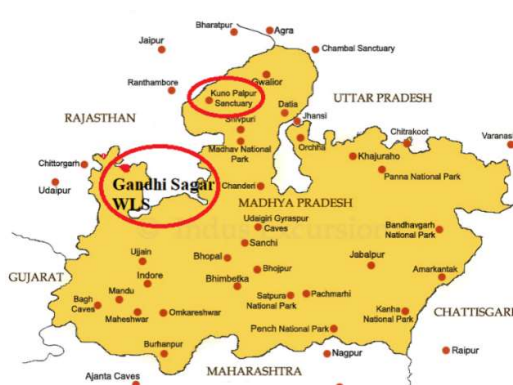 Bharatpur
Agra
Jaipur
Chambal Sanctuary
Gwalior
Ranthambore
Kuno Palpur
Sanctuary
UTTAR PRADESH
Datia
RAJASTHAN
Shivpuri
Jhansi
Chitrakoot
Varanas
Orchha
Madhav National
Park
Khajuraho
Chittorgarh
Panna National Park
Udaipur
Gandhi Sagar
WLS
Chanderi
MADHYA PRADESH
Udaigiri Gyraspur
Caves
Bandhavgarh
National Park
Sanchi
Ujjain
Bhopal
Bhojpur
Jabalpur
GUJARAT
Indore
Bhimbetka
Amarkantak
Mandu
Satpura
National Park
Pachmarhi
Bagh
Caves
Maheshwar
Omkareshwar
Kanha
National Park
CHATTISGAR
Pench National Park
Burhanpur
Nagpur
Raipur
MAHARASHTRA
Ajanta Caves